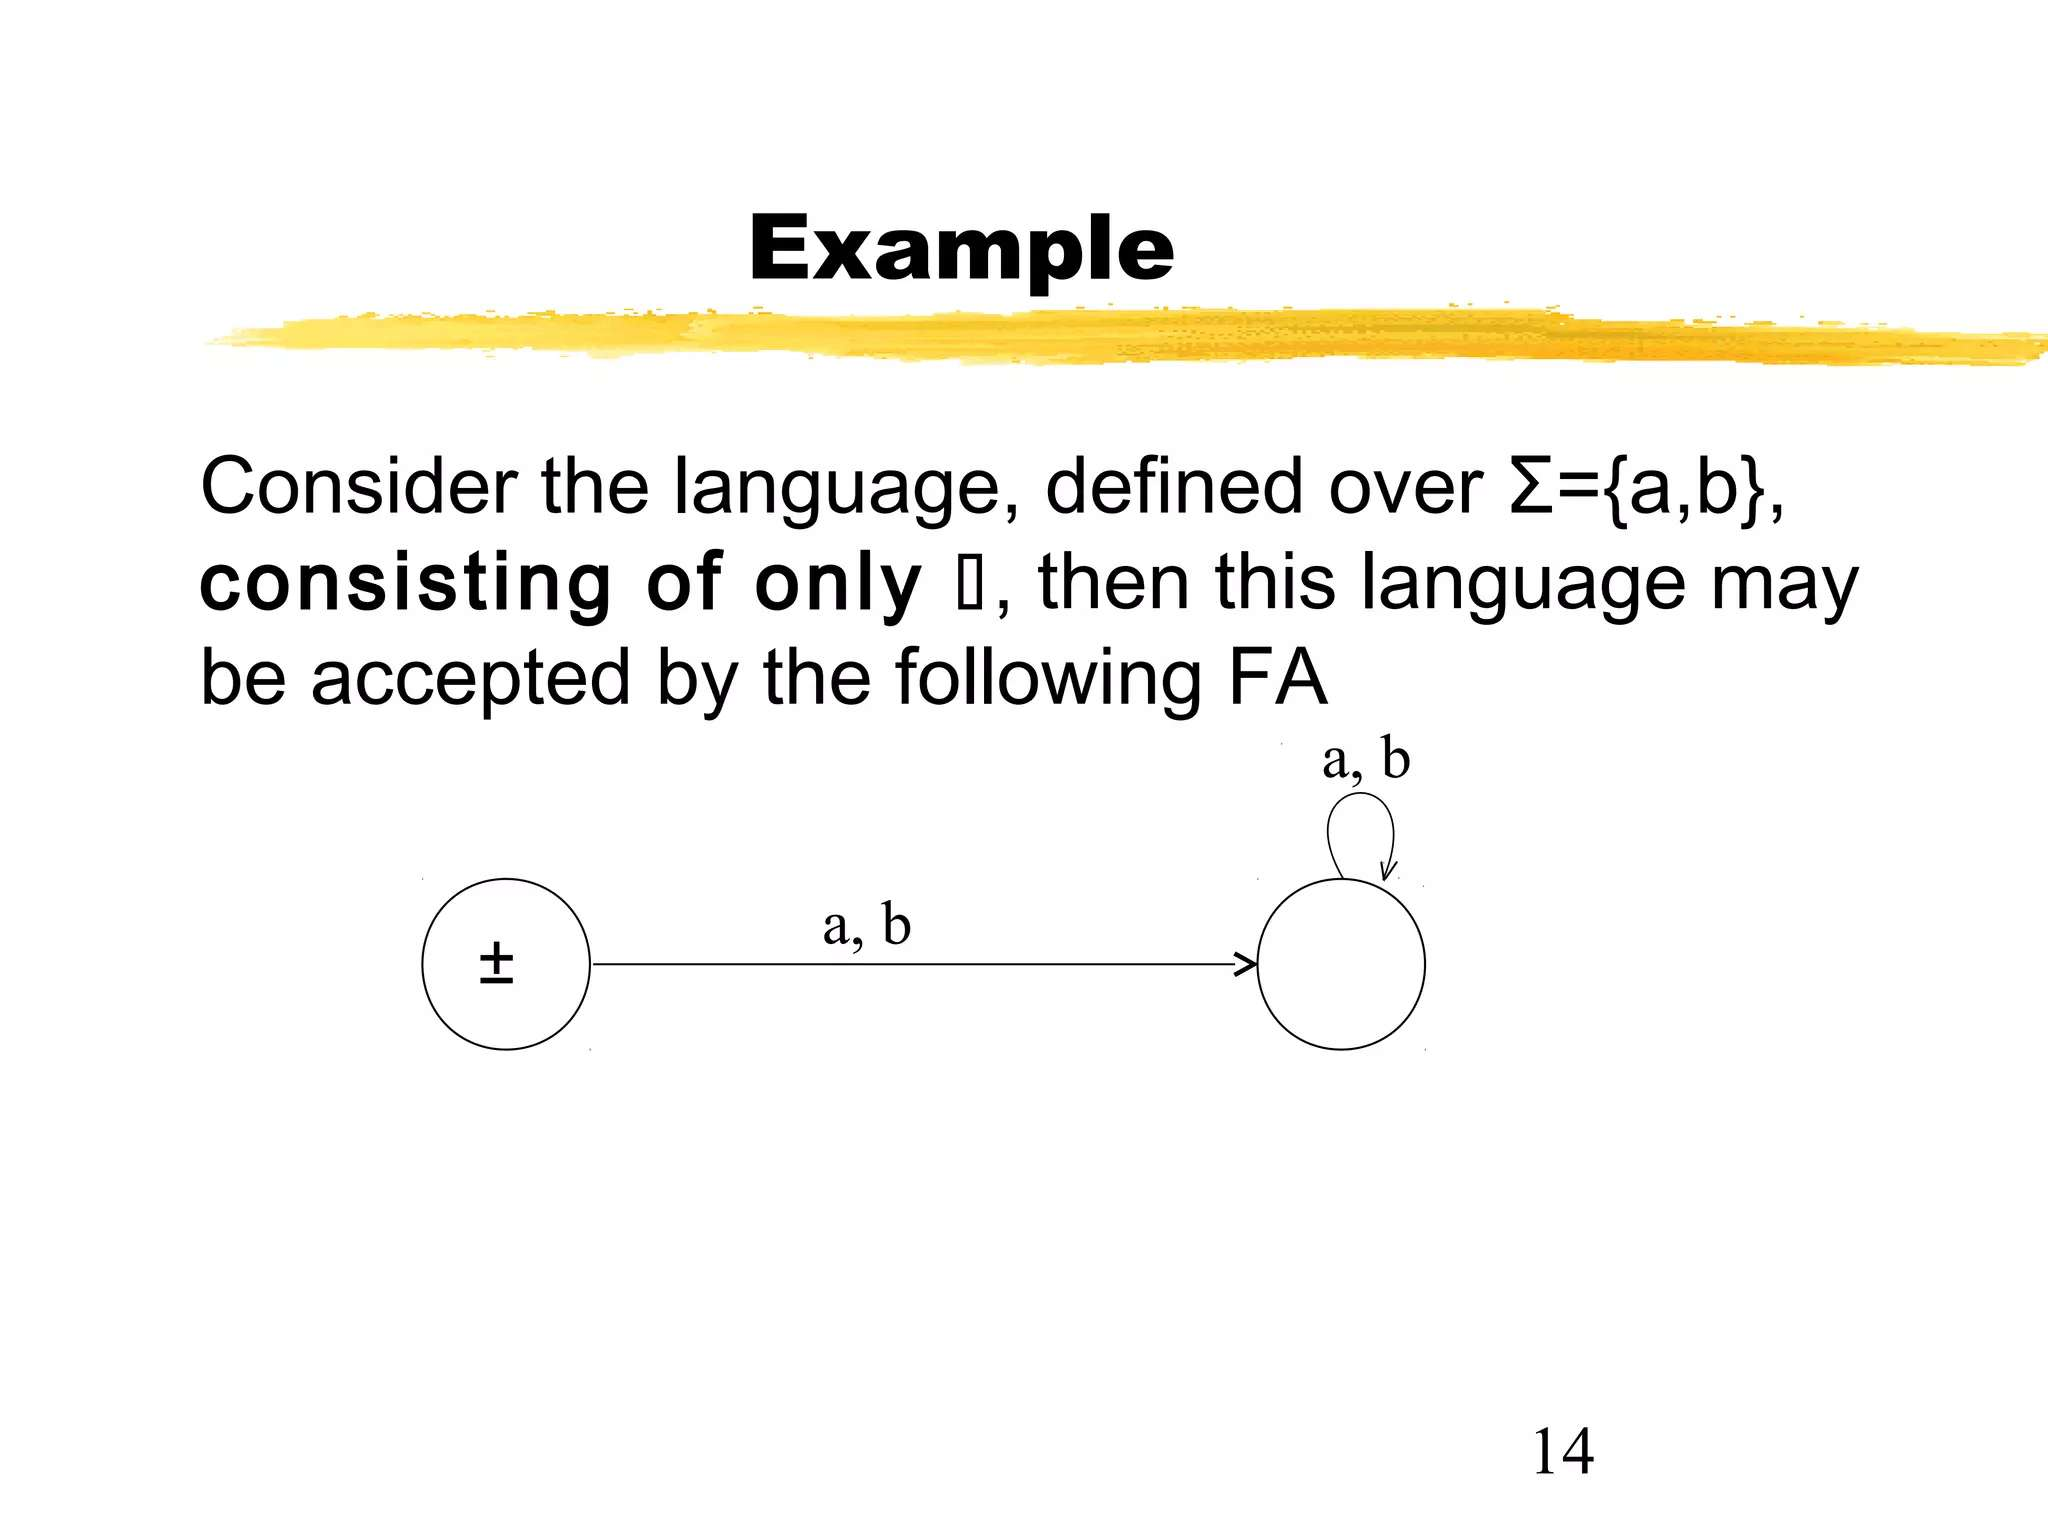 Example
Consider the language, defined over Σ={a,b},
consisting of only ▯, then this language may
be accepted by the following FA
a, b
a, b
±
14